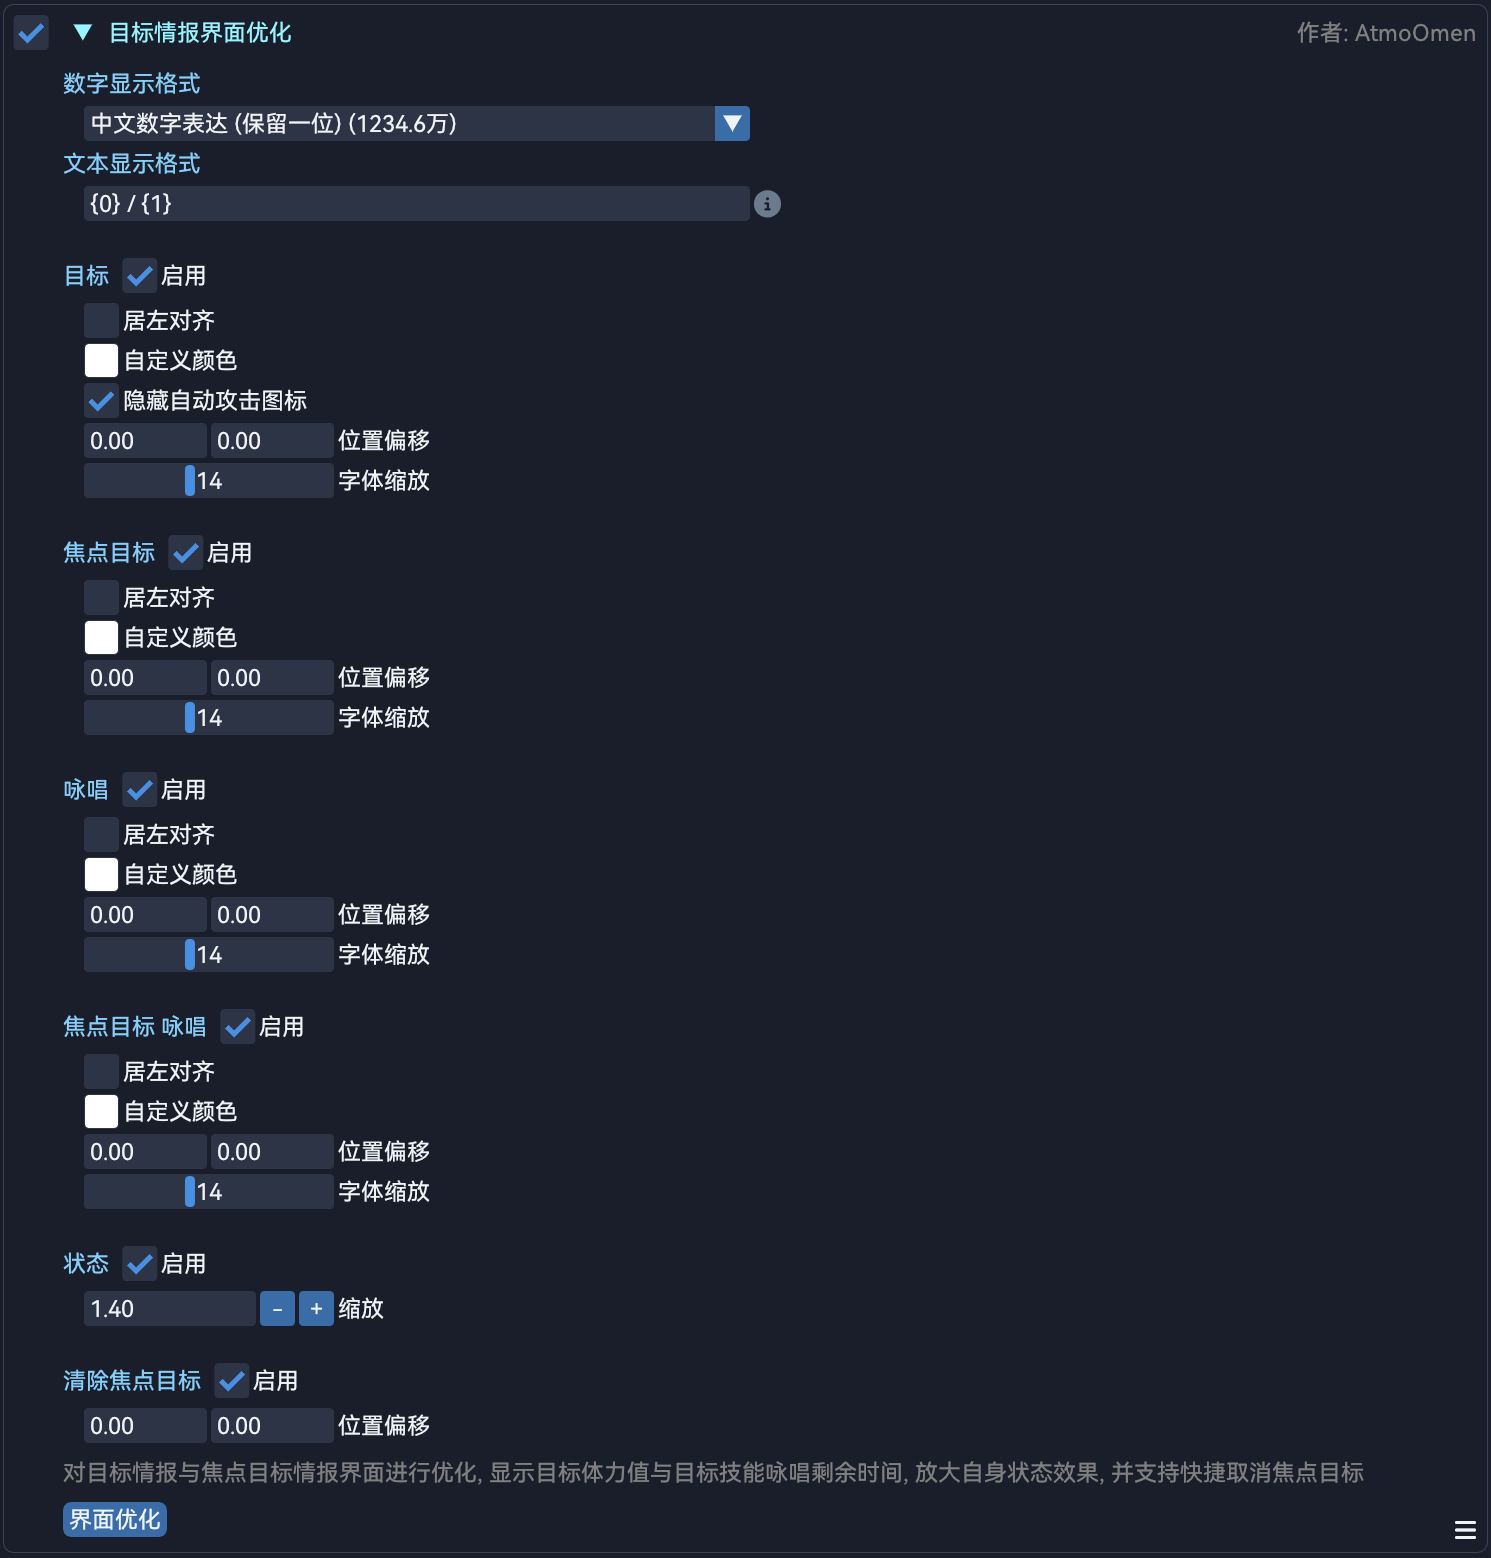 ▼ 目标情报界面优化 作者: AtmoOmen
数字显示格式
中文数字表达 (保留一位) (1234.6万) ▼
文本显示格式
{0} / {1} i
目标 启用
居左对齐
自定义颜色
隐藏自动攻击图标
0.00 0.00 位置偏移
14 字体缩放
焦点目标 启用
居左对齐
自定义颜色
0.00 0.00 位置偏移
14 字体缩放
咏唱 启用
居左对齐
自定义颜色
0.00 0.00 位置偏移
14 字体缩放
焦点目标 咏唱 启用
居左对齐
自定义颜色
0.00 0.00 位置偏移
14 字体缩放
状态 启用
1.40 - + 缩放
清除焦点目标 启用
0.00 0.00 位置偏移
对目标情报与焦点目标情报界面进行优化, 显示目标体力值与目标技能咏唱剩余时间, 放大自身状态效果, 并支持快捷取消焦点目标
界面优化